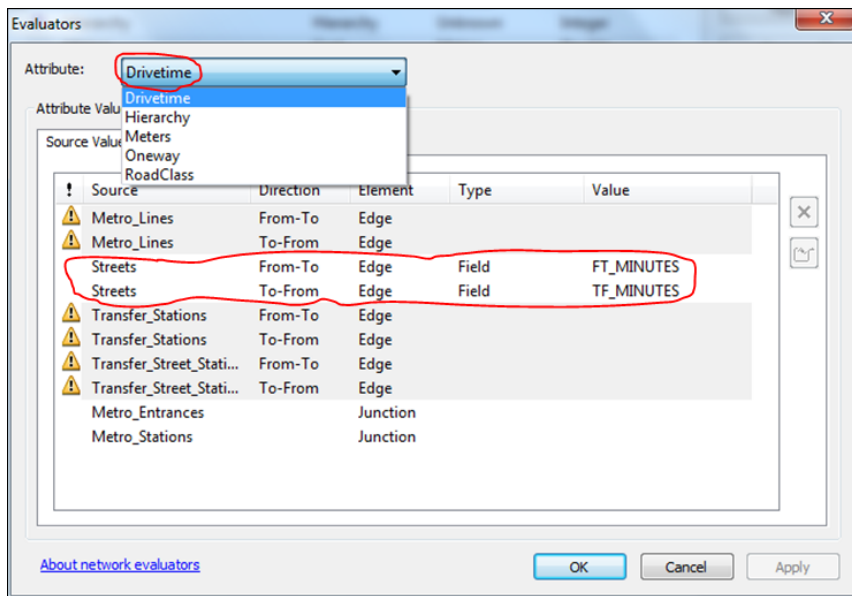 Evaluators
Attribute: Drivetime
Drivetime
Attribute Valu
Hierarchy
Meters
Source Value
Oneway
RoadClass
! Source Direction Element Type Value
Metro_Lines From-To Edge
Metro_Lines To-From Edge
Streets From-To Edge Field FT_MINUTES
Streets To-From Edge Field TF_MINUTES
Transfer_Stations From-To Edge
Transfer_Stations To-From Edge
Transfer_Street_Stati... From-To Edge
Transfer_Street_Stati... To-From Edge
Metro_Entrances Junction
Metro_Stations Junction
About network evaluators OK Cancel Apply